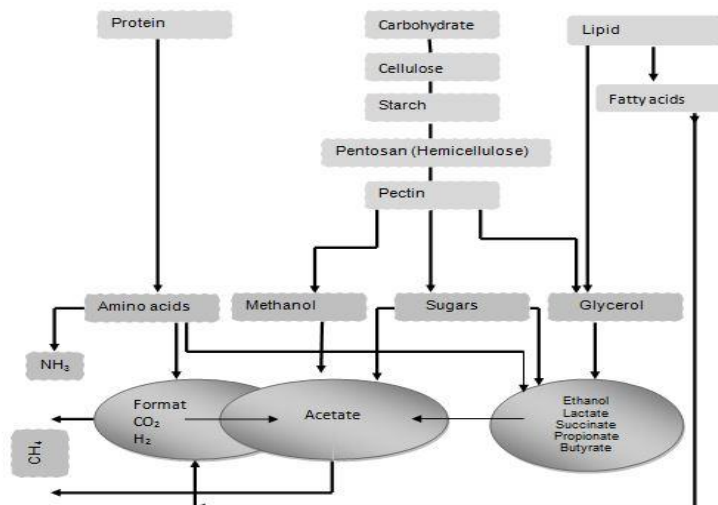 Protein
Carbohydrate
Lipid
Cellulose
Fatty acids
Starch
Pentosan (Hemicellulose)
Pectin
Amino acids
Methanol
Sugars
Glycerol
NH₃
Format
CO₂
H₂
Acetate
Ethanol
Lactate
Succinate
Propionate
Butyrate
CH₄